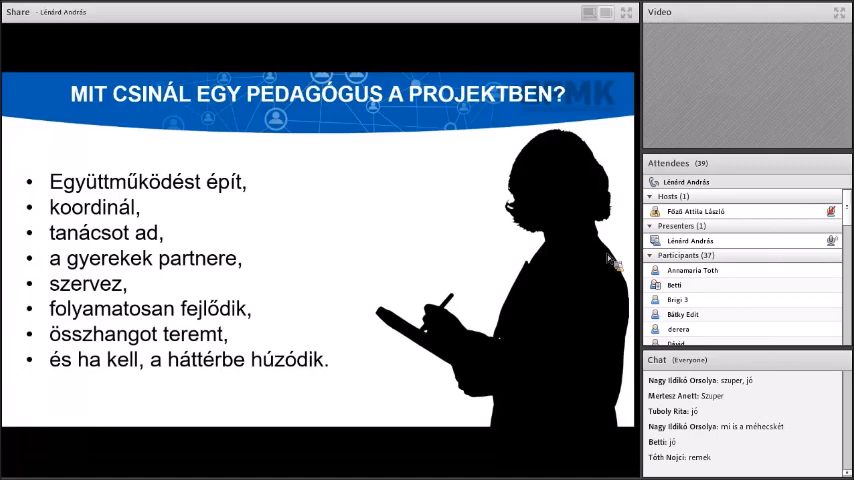 Share - Lénárd András
MIT CSINÁL EGY PEDAGÓGUS A PROJEKTBEN?
• Együttműködést épít,
• koordinál,
• tanácsot ad,
• a gyerekek partnere,
• szervez,
• folyamatosan fejlődik,
• összhangot teremt,
• és ha kell, a háttérbe húzódik.
Video
Attendees (39)
Lénárd András
Hosts (1)
Főző Attila László
Presenters (1)
Lénárd András
Participants (37)
Annamaria Toth
Betti
Brigi 3
Bátky Edit
derera
Dávid
Chat (Everyone)
Nagy Ildikó Orsolya: szuper, jó
Mertesz Anett: Szuper
Tuboly Rita: jó
Nagy Ildikó Orsolya: mi is a méhecskét
Betti: jó
Tóth Nojci: remek